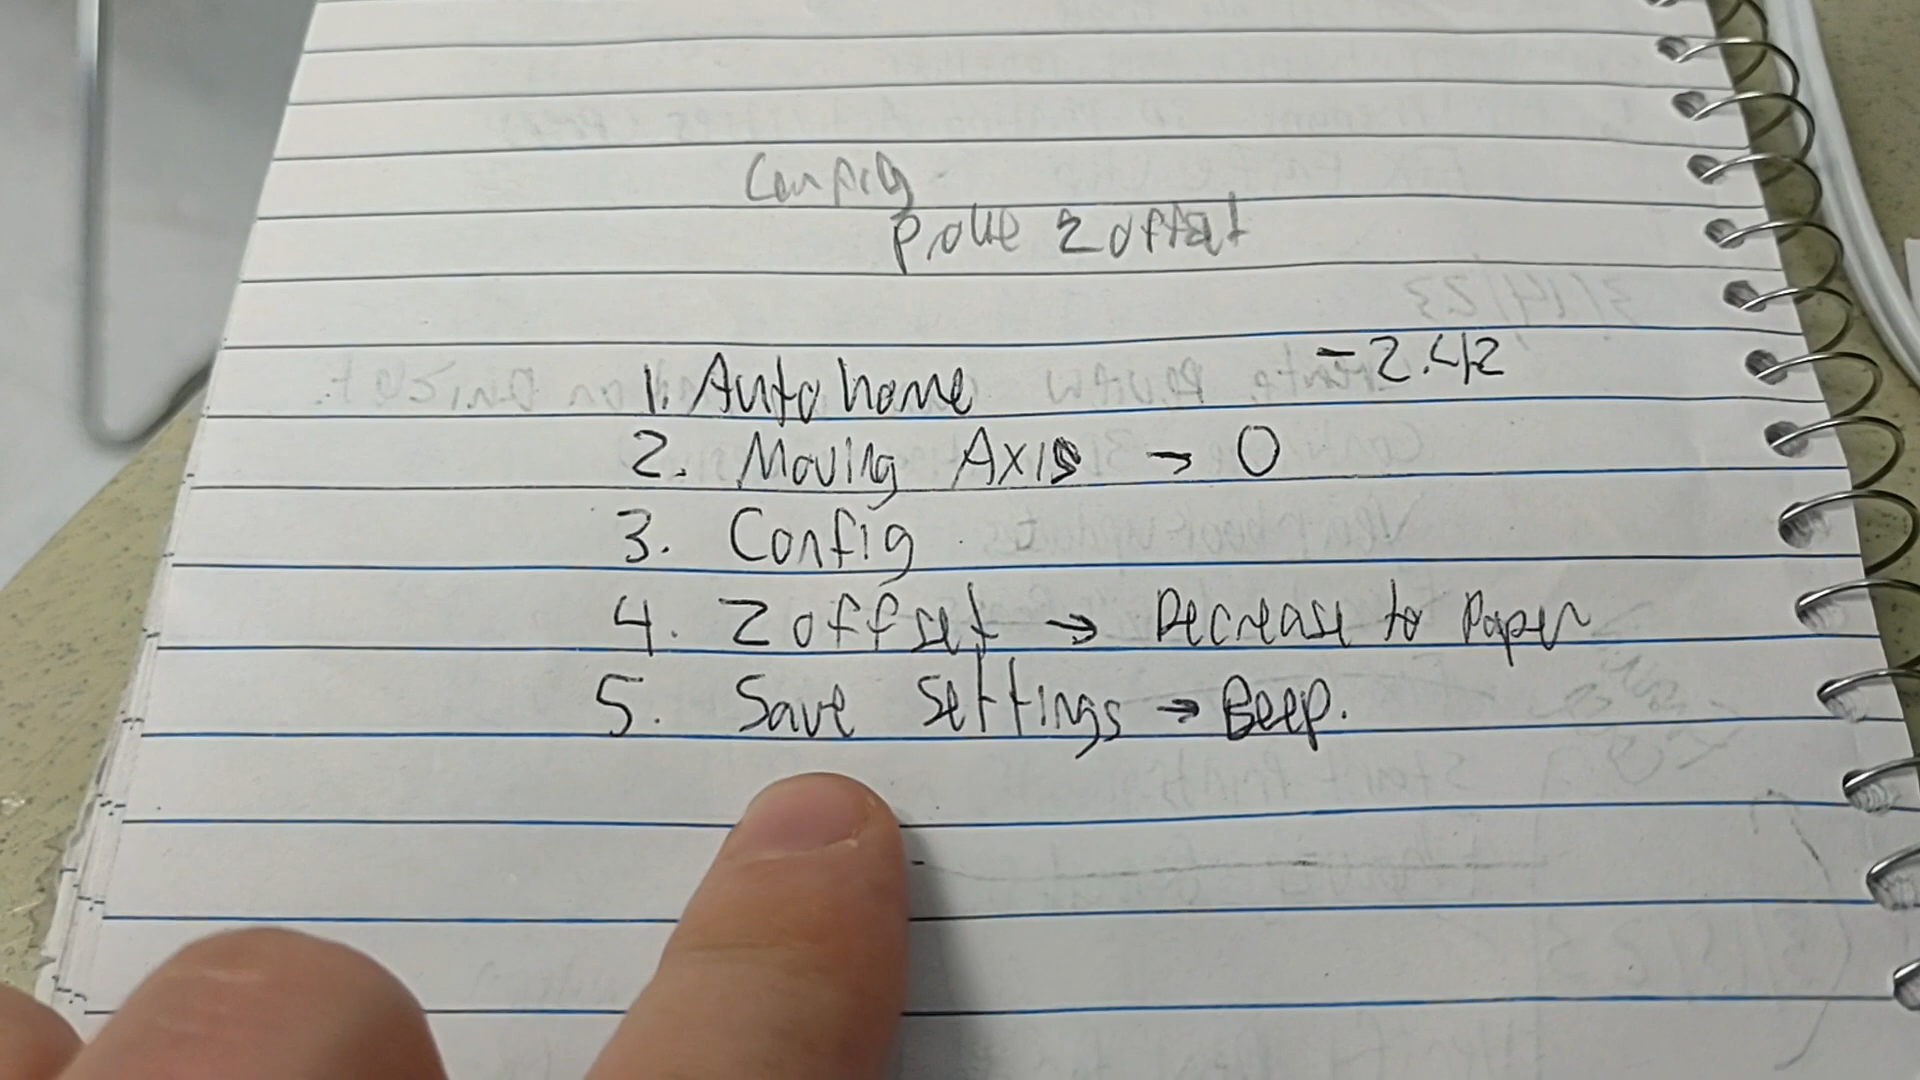 Config
Probe Z offset
-2.42
1. Auto home
2. Moving Axis → 0
3. Config
4. Z offset → Decrease to Paper
5. Save settings → Beep.